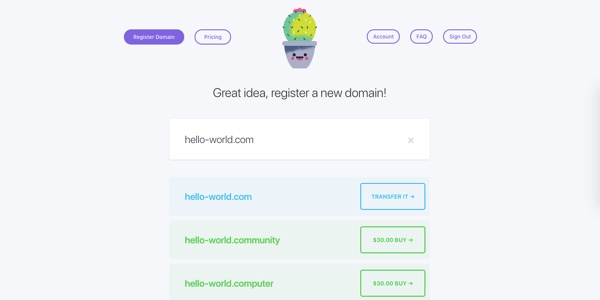 Register Domain
Pricing
Account
FAQ
Sign Out
Great idea, register a new domain!
hello-world.com
×
hello-world.com
TRANSFER IT →
hello-world.community
$30.00 BUY →
hello-world.computer
$30.00 BUY →